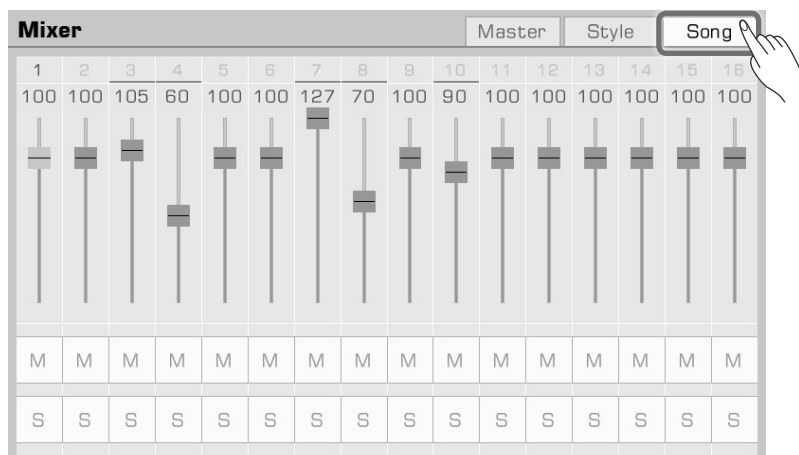 Mixer Master Style Song
1 2 3 4 5 6 7 8 9 10 11 12 13 14 15 16
100 100 105 60 100 100 127 70 100 90 100 100 100 100 100 100
M M M M M M M M M M M M M M M M
S S S S S S S S S S S S S S S S